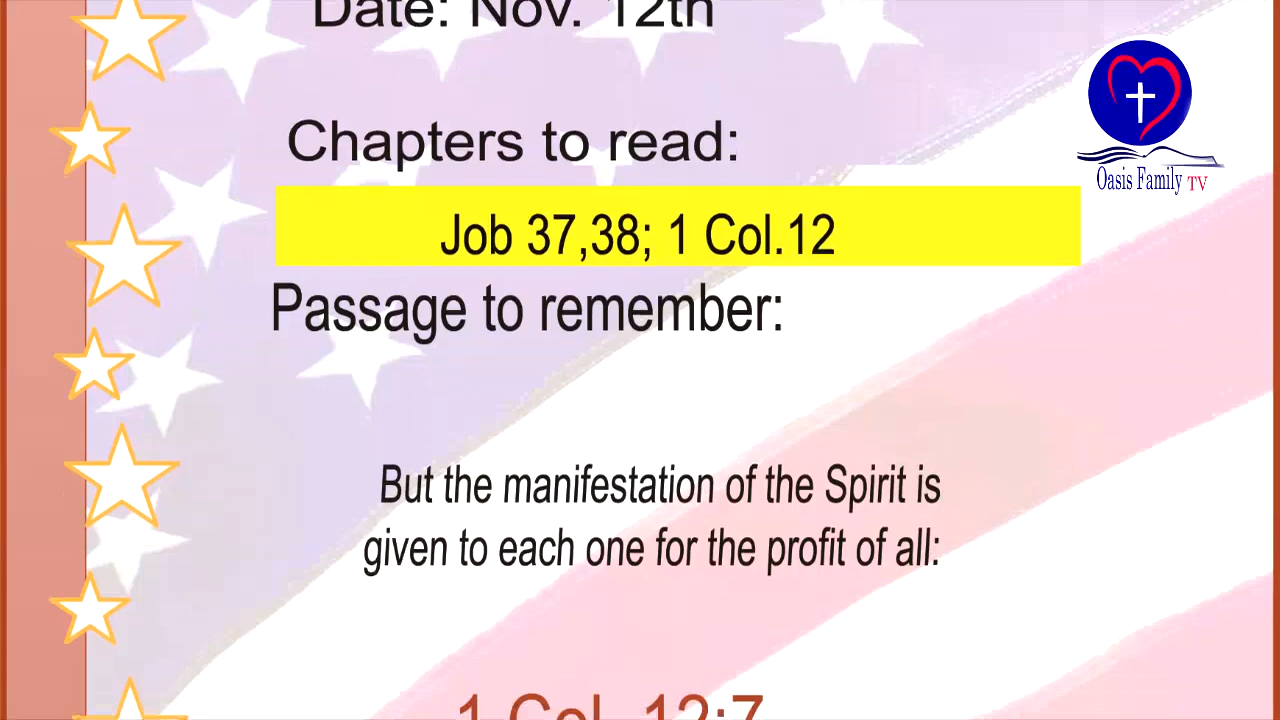 Date: Nov. 12th
Oasis Family TV
Chapters to read:
Job 37,38; 1 Col.12
Passage to remember:
But the manifestation of the Spirit is
given to each one for the profit of all:
1 Col. 12:7